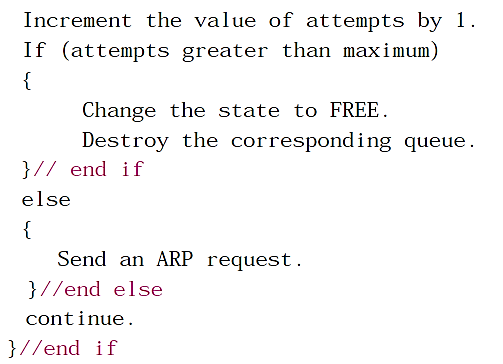 Increment the value of attempts by 1.
If (attempts greater than maximum)
{
Change the state to FREE.
Destroy the corresponding queue.
}// end if
else
{
Send an ARP request.
}//end else
continue.
}//end if